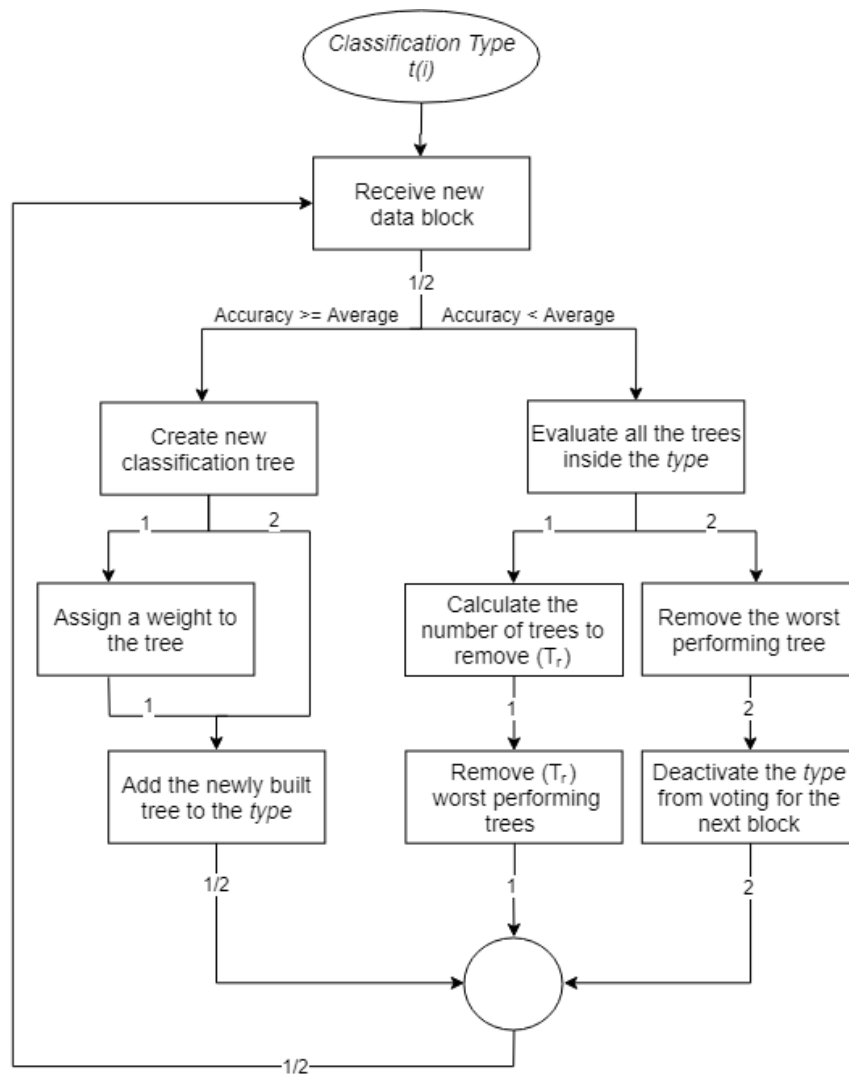 Classification Type
t(i)
Receive new
data block
1/2
Accuracy >= Average
Accuracy < Average
Create new
classification tree
Evaluate all the trees
inside the type
1
2
1
2
Assign a weight to
the tree
Calculate the
number of trees to
remove (Tᵣ)
Remove the worst
performing tree
1
1
2
Add the newly built
tree to the type
Remove (Tᵣ)
worst performing
trees
Deactivate the type
from voting for the
next block
1/2
1
2
1/2